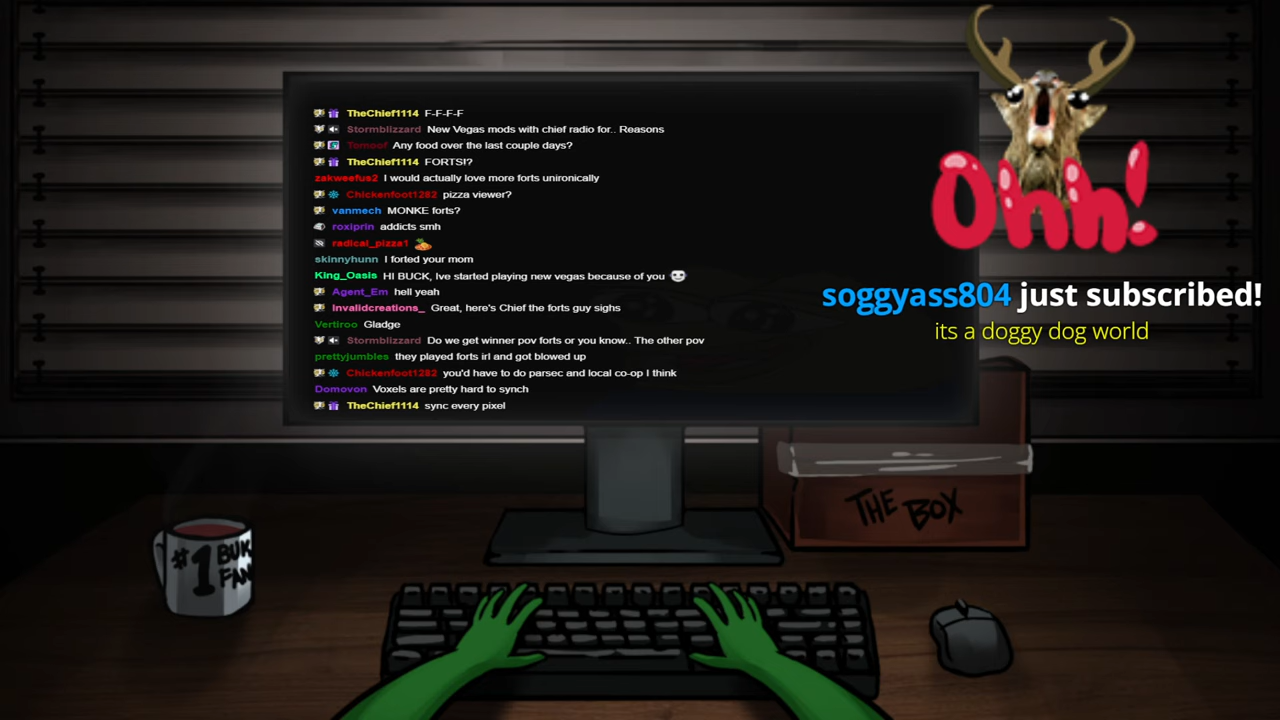 TheChief1114 F-F-F-F
Stormblizzard New Vegas mods with chief radio for.. Reasons
Tomoof Any food over the last couple days?
TheChief1114 FORTS!?
zakweefus2 I would actually love more forts unironically
Chickenfoot1282 pizza viewer?
vanmech MONKE forts?
roxiprin addicts smh
radical_pizza1
skinnyhunn I forted your mom
King_Oasis HI BUCK, Ive started playing new vegas because of you
Agent_Em hell yeah
Invalidcreations_ Great, here's Chief the forts guy sighs
Vertiroo Gladge
Stormblizzard Do we get winner pov forts or you know.. The other pov
prettyjumbles they played forts irl and got blowed up
Chickenfoot1282 you'd have to do parsec and local co-op I think
Domovon Voxels are pretty hard to synch
TheChief1114 sync every pixel
Ohh!
soggyass804 just subscribed!
its a doggy dog world
THE BOX
#1 BUK
FAN